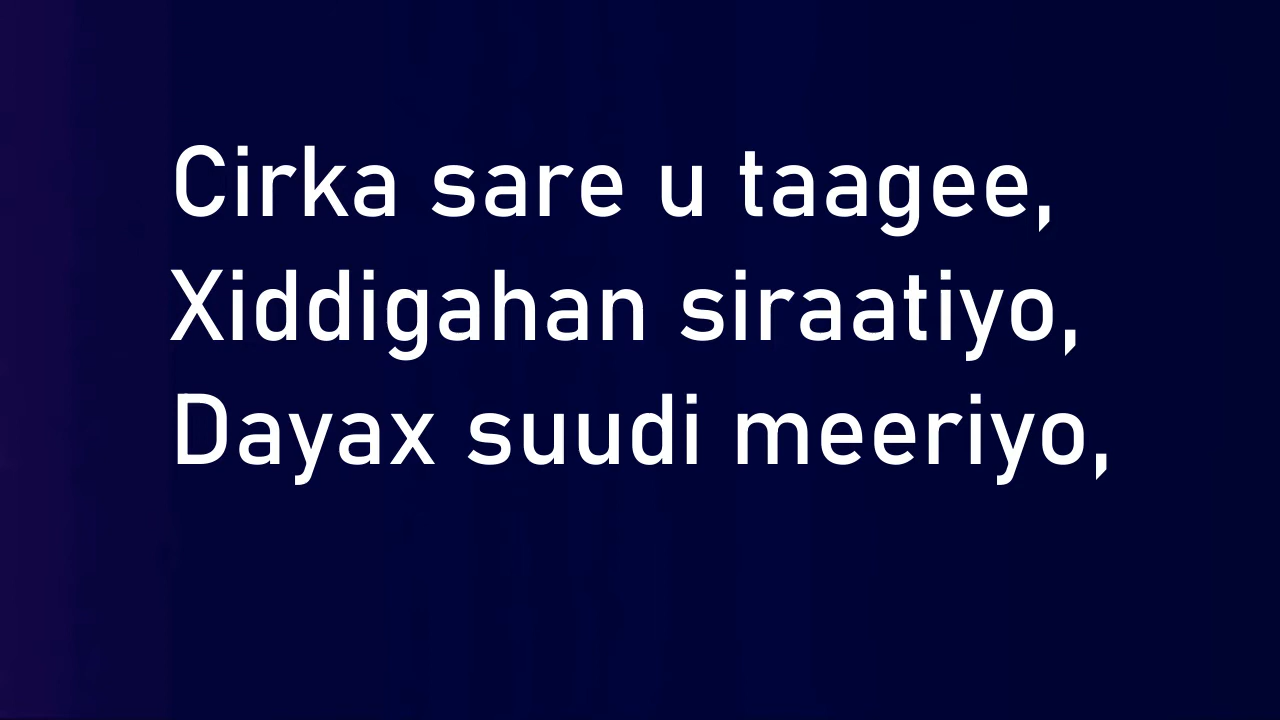 Cirka sare u taagee,
Xiddigahan siraatiyo,
Dayax suudi meeriyo,